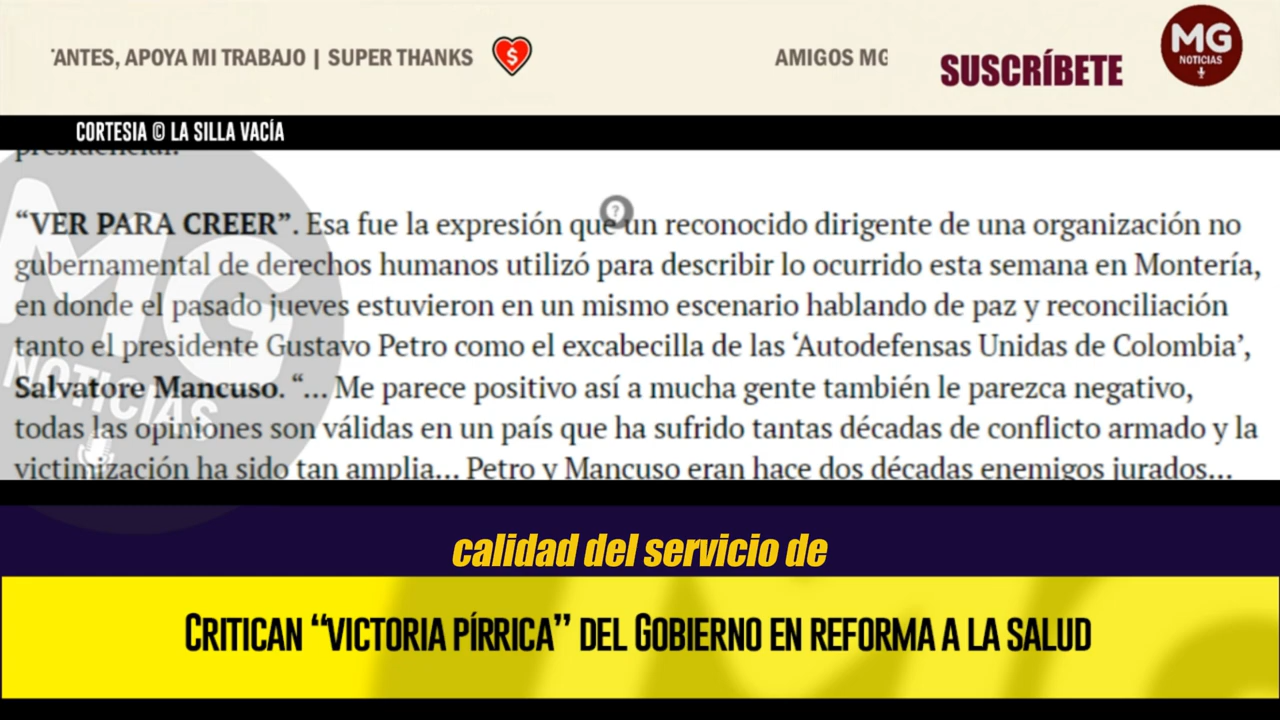 'ANTES, APOYA MI TRABAJO | SUPER THANKS
AMIGOS MG
SUSCRÍBETE
MG
NOTICIAS
CORTESIA © LA SILLA VACÍA
presidencial.
“VER PARA CREER”. Esa fue la expresión que un reconocido dirigente de una organización no
gubernamental de derechos humanos utilizó para describir lo ocurrido esta semana en Montería,
en donde el pasado jueves estuvieron en un mismo escenario hablando de paz y reconciliación
tanto el presidente Gustavo Petro como el excabecilla de las ‘Autodefensas Unidas de Colombia’,
Salvatore Mancuso. “... Me parece positivo así a mucha gente también le parezca negativo,
todas las opiniones son válidas en un país que ha sufrido tantas décadas de conflicto armado y la
victimización ha sido tan amplia... Petro y Mancuso eran hace dos décadas enemigos jurados...
MG
NOTICIAS
calidad del servicio de
CRITICAN “VICTORIA PÍRRICA” DEL GOBIERNO EN REFORMA A LA SALUD